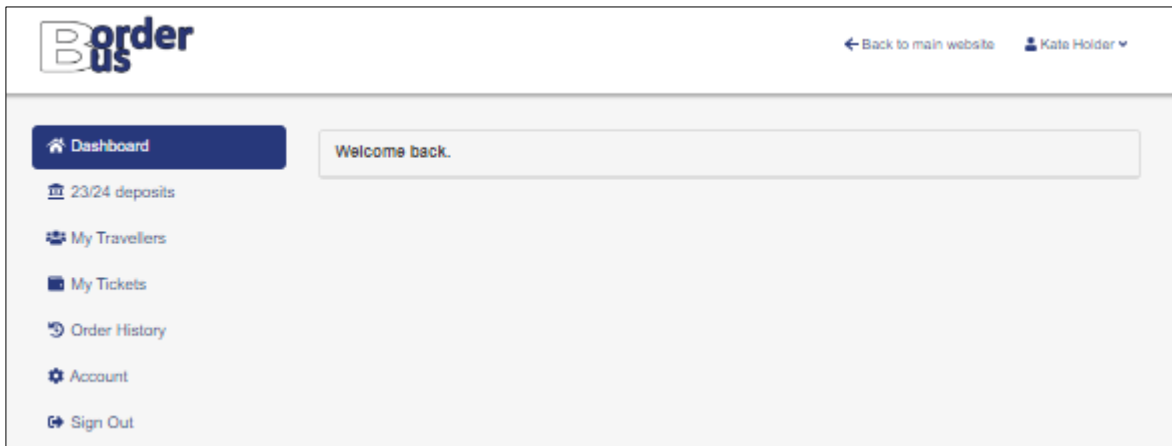 Border Bus
Back to main website
Kate Holder
Dashboard
Welcome back.
23/24 deposits
My Travellers
My Tickets
Order History
Account
Sign Out